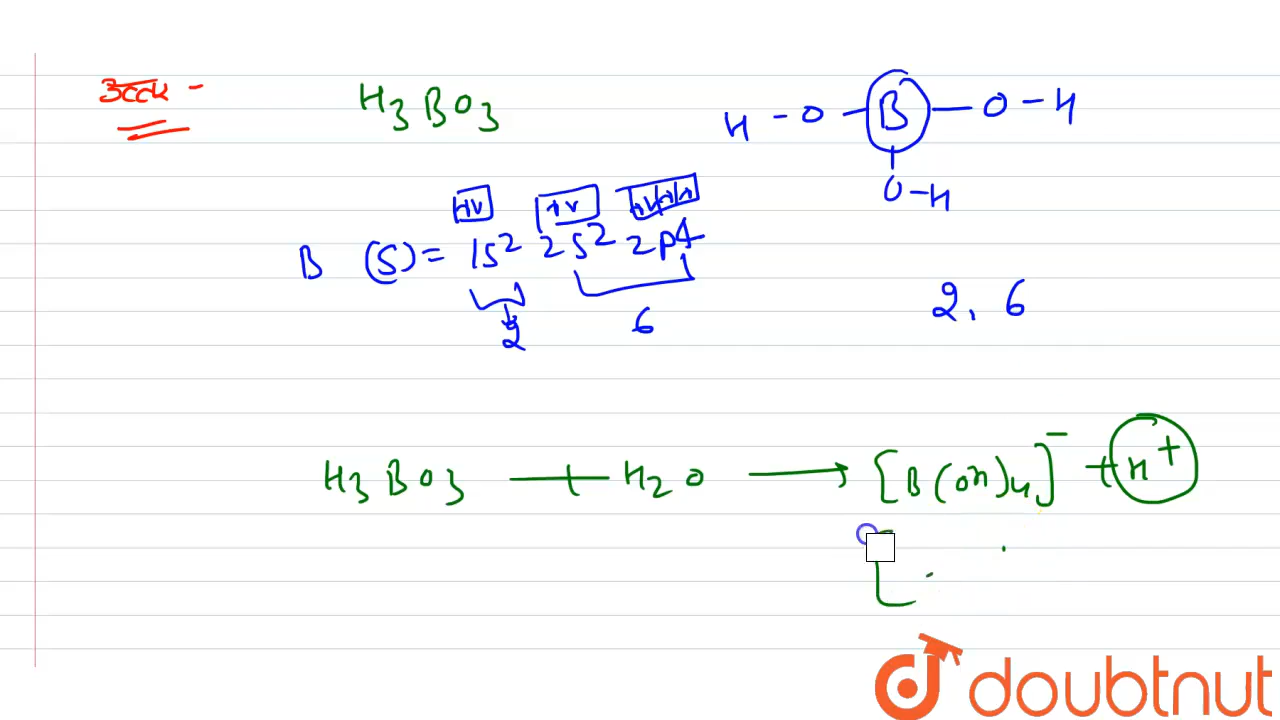 उत्तर -
H3BO3
H - O - B - O - H
O - H
B (5) = 1s² 2s² 2p4
2 6
2, 6
H3BO3 + H2O → [B(OH)4]⁻ + H⁺
[
doubtnut